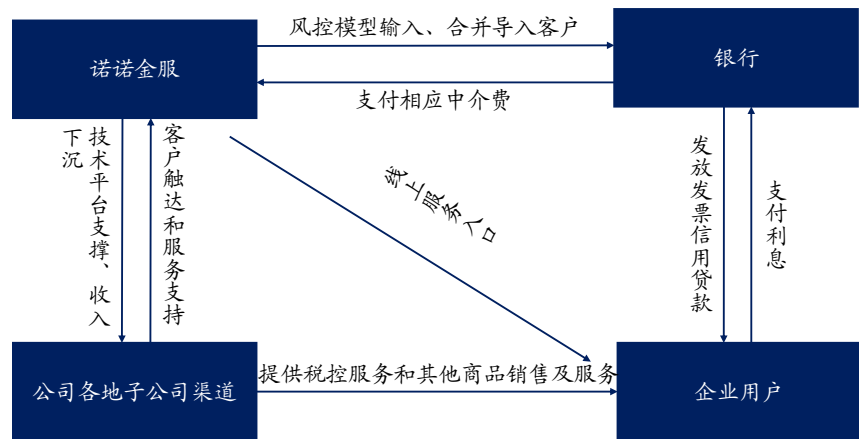 风控模型输入、合并导入客户
诺诺金服
银行
支付相应中介费
技术平台支撑、收入
下沉
客户触达和服务支持
线上服务入口
发放发票信用贷款
支付利息
提供税控服务和其他商品销售及服务
公司各地子公司渠道
企业用户